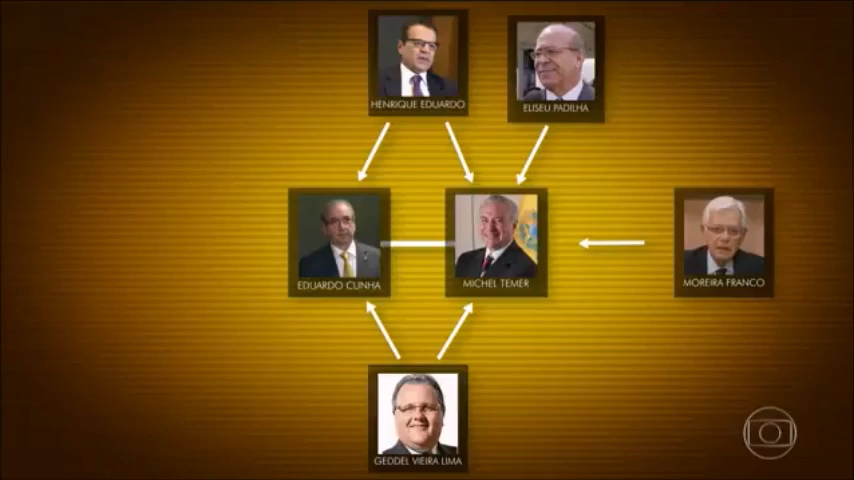 HENRIQUE EDUARDO
ELISEU PADILHA
EDUARDO CUNHA
MICHEL TEMER
MOREIRA FRANCO
GEDDEL VIEIRA LIMA